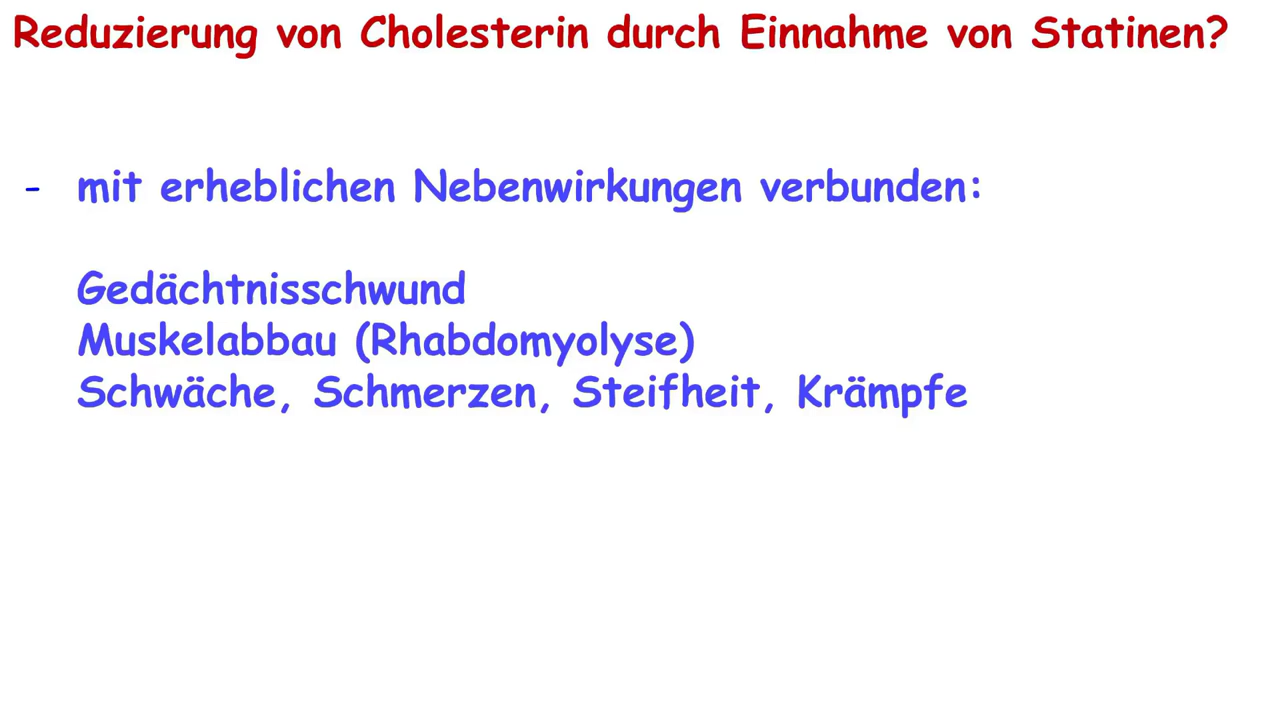 Reduzierung von Cholesterin durch Einnahme von Statinen?
- mit erheblichen Nebenwirkungen verbunden:
Gedächtnisschwund
Muskelabbau (Rhabdomyolyse)
Schwäche, Schmerzen, Steifheit, Krämpfe